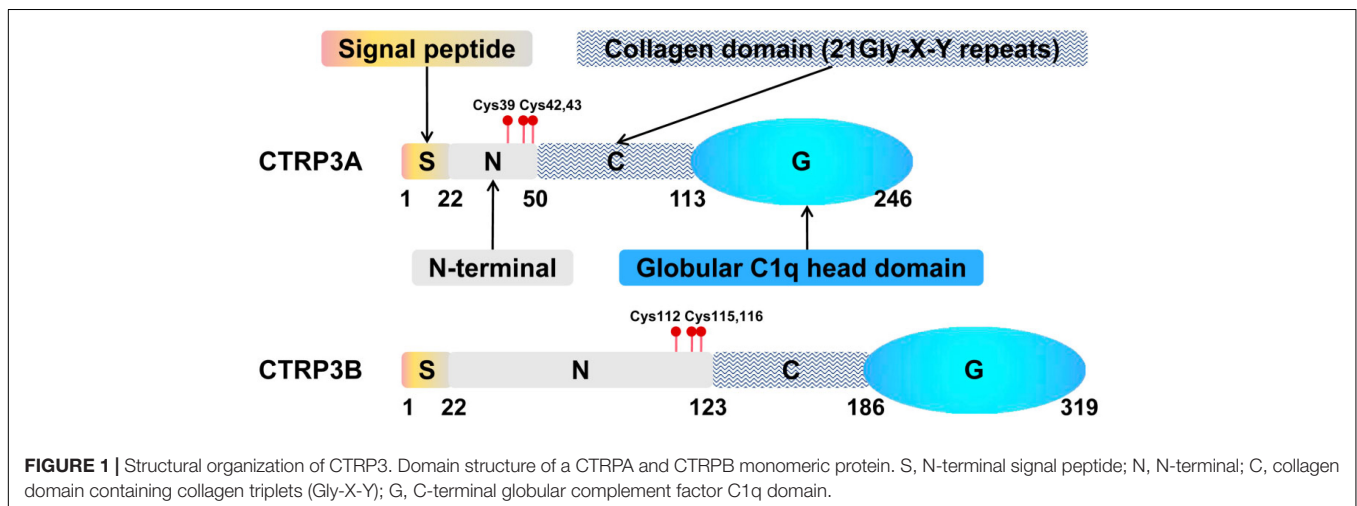 Signal peptide
Collagen domain (21Gly-X-Y repeats)
Cys39 Cys42,43
CTRP3A
S
N
C
G
1 22 50 113 246
N-terminal
Globular C1q head domain
Cys112 Cys115,116
CTRP3B
S
N
C
G
1 22 123 186 319
FIGURE 1 | Structural organization of CTRP3. Domain structure of a CTRPA and CTRPB monomeric protein. S, N-terminal signal peptide; N, N-terminal; C, collagen
domain containing collagen triplets (Gly-X-Y); G, C-terminal globular complement factor C1q domain.